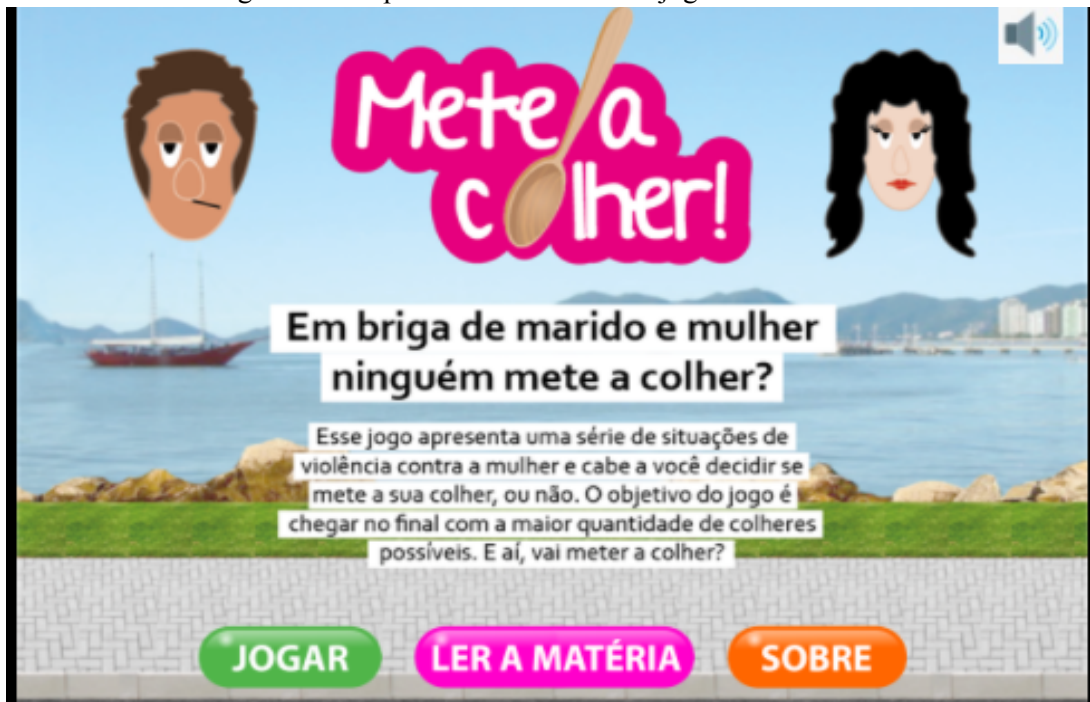 Mete a
colher!
Em briga de marido e mulher
ninguém mete a colher?
Esse jogo apresenta uma série de situações de
violência contra a mulher e cabe a você decidir se
mete a sua colher, ou não. O objetivo do jogo é
chegar no final com a maior quantidade de colheres
possíveis. E aí, vai meter a colher?
JOGAR
LER A MATÉRIA
SOBRE